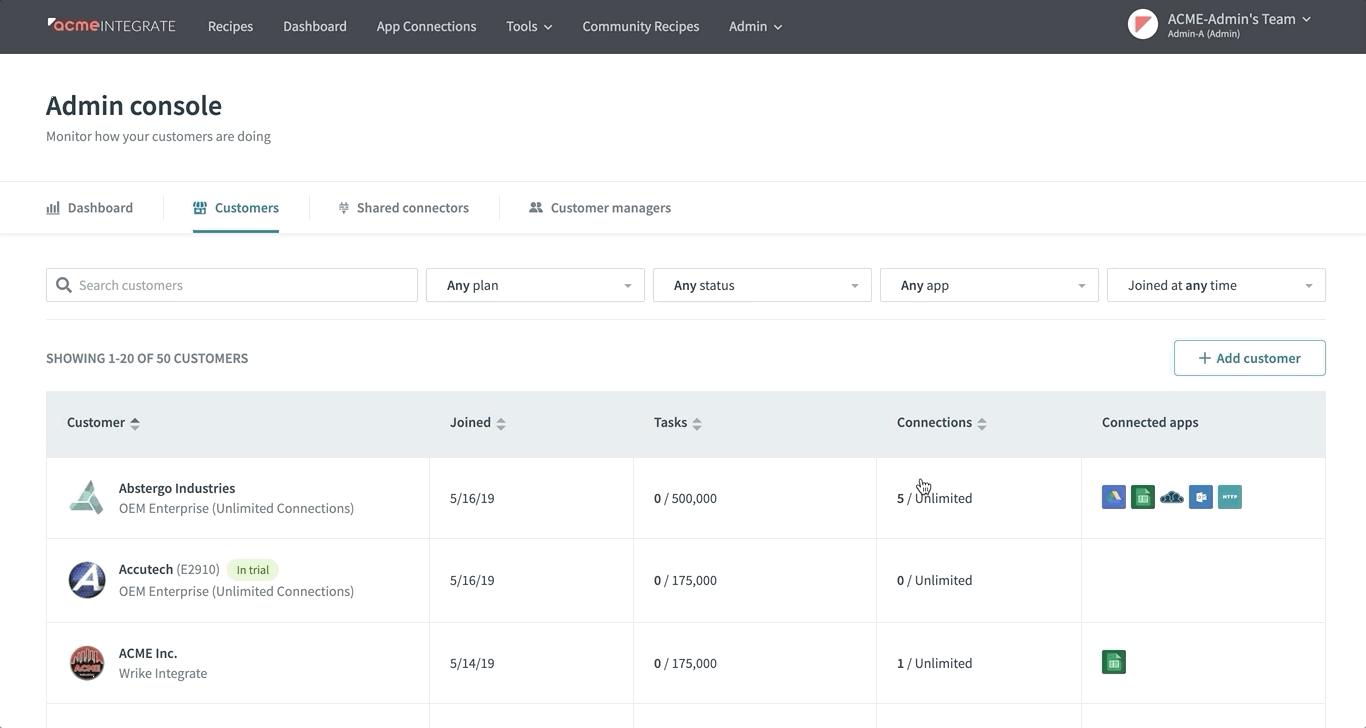 acmeINTEGRATE Recipes Dashboard App Connections Tools Community Recipes Admin ACME-Admin's Team
Admin-A (Admin)
Admin console
Monitor how your customers are doing
Dashboard Customers Shared connectors Customer managers
Search customers Any plan Any status Any app Joined at any time
SHOWING 1-20 OF 50 CUSTOMERS + Add customer
Customer Joined Tasks Connections Connected apps
Abstergo Industries
OEM Enterprise (Unlimited Connections) 5/16/19 0 / 500,000 5 / Unlimited HTTP
Accutech (E2910) In trial
OEM Enterprise (Unlimited Connections) 5/16/19 0 / 175,000 0 / Unlimited
ACME Inc.
Wrike Integrate 5/14/19 0 / 175,000 1 / Unlimited